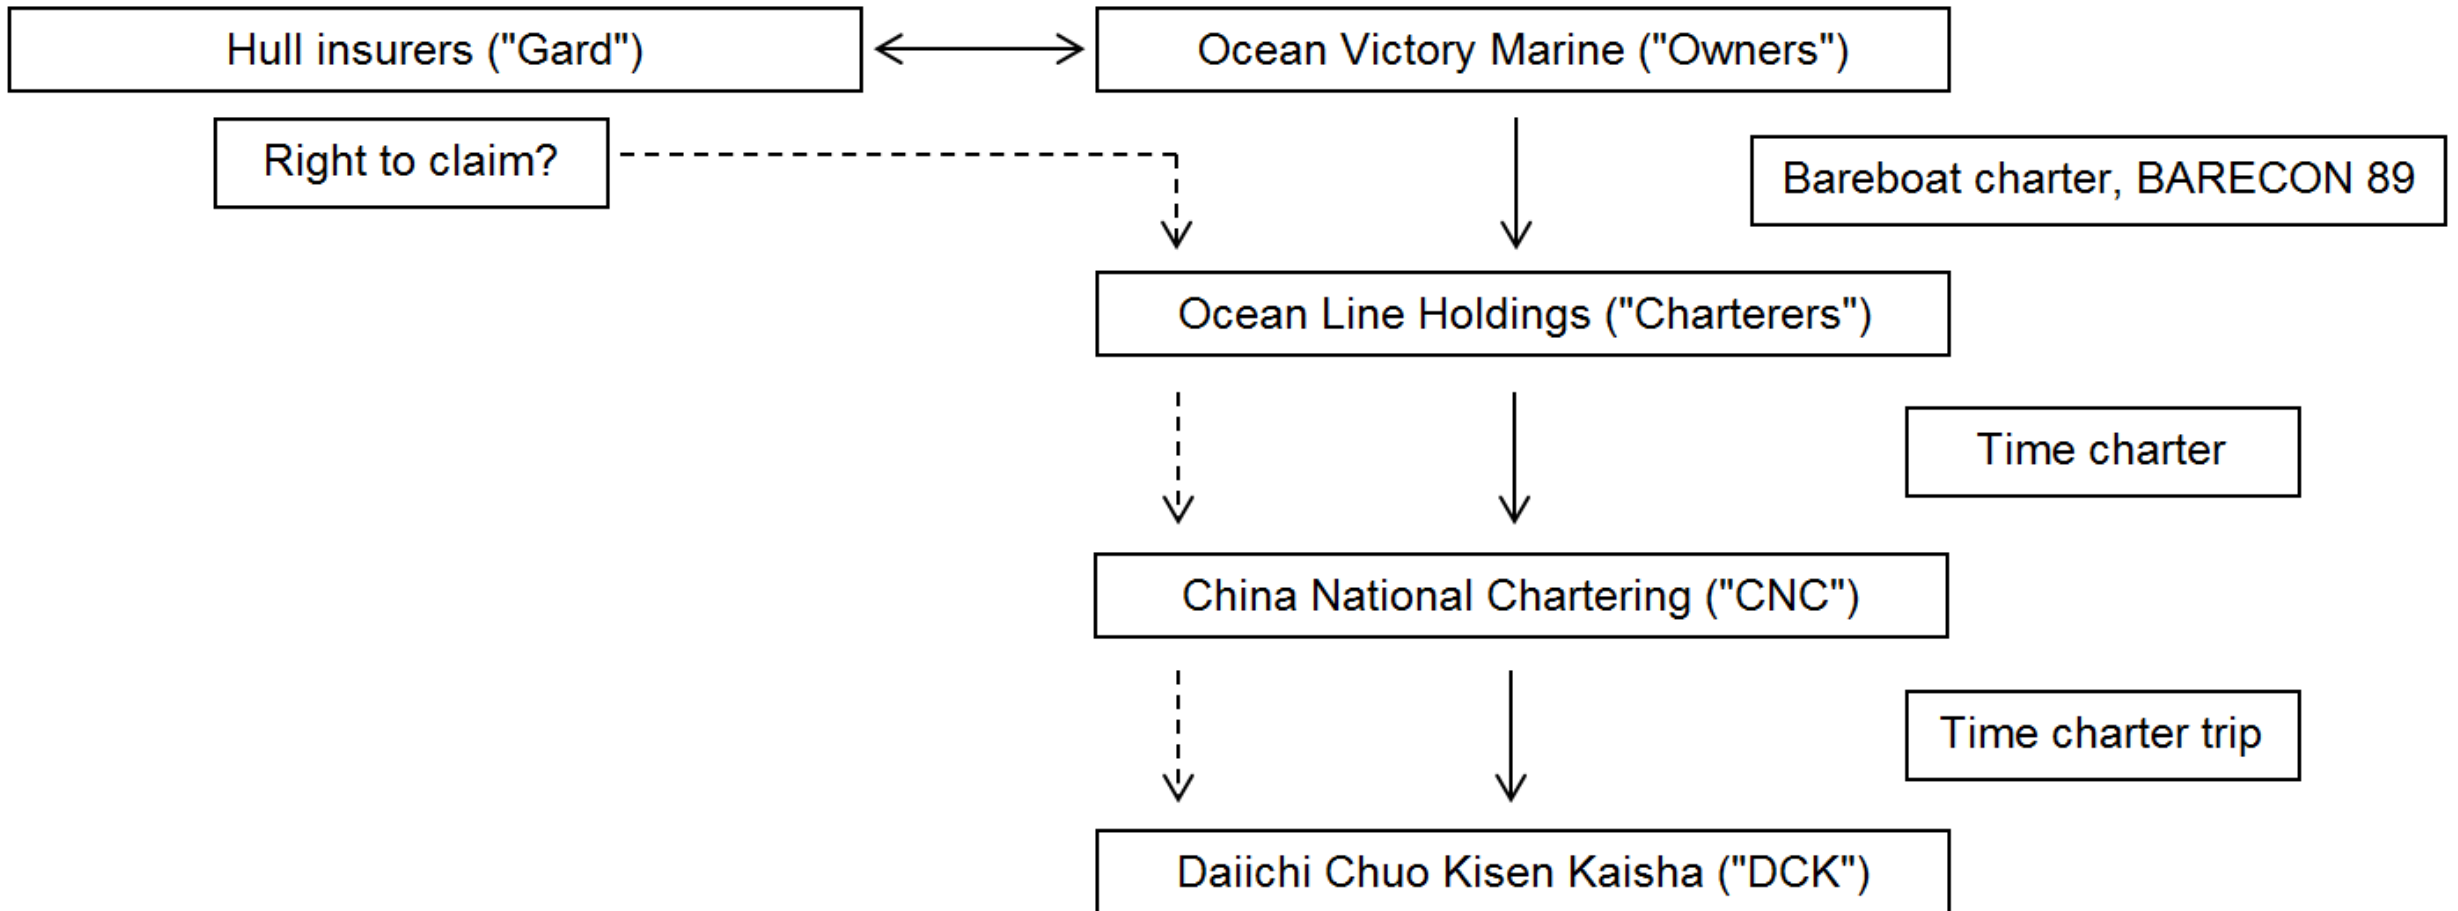 Hull insurers ("Gard")
Ocean Victory Marine ("Owners")
Right to claim?
Bareboat charter, BARECON 89
Ocean Line Holdings ("Charterers")
Time charter
China National Chartering ("CNC")
Time charter trip
Daiichi Chuo Kisen Kaisha ("DCK")